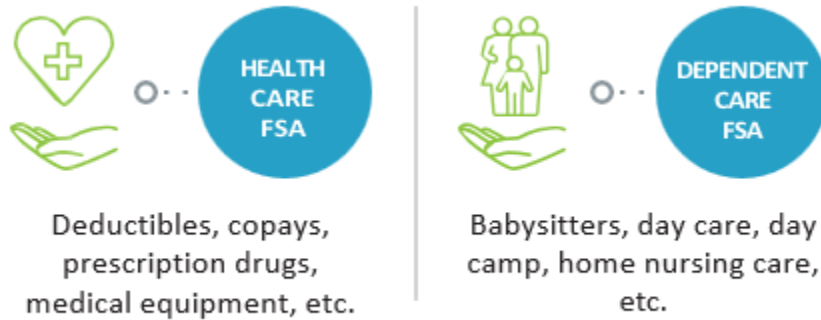 HEALTH
CARE
FSA
Deductibles, copays,
prescription drugs,
medical equipment, etc.
DEPENDENT
CARE
FSA
Babysitters, day care, day
camp, home nursing care,
etc.